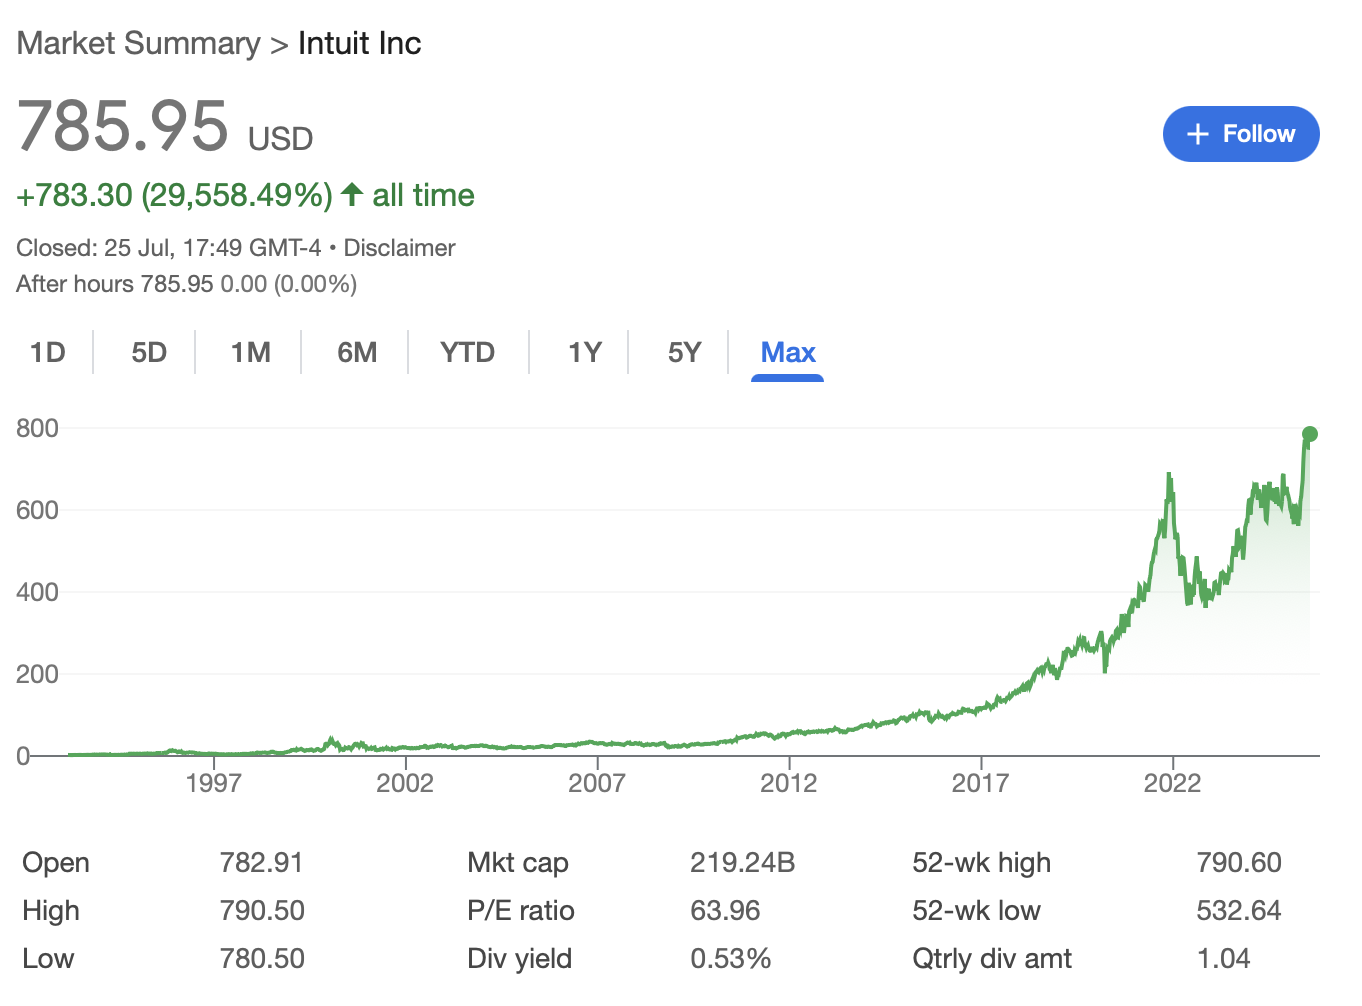 Market Summary > Intuit Inc
785.95 USD
+ Follow
+783.30 (29,558.49%) ↑ all time
Closed: 25 Jul, 17:49 GMT-4 • Disclaimer
After hours 785.95 0.00 (0.00%)
1D 5D 1M 6M YTD 1Y 5Y Max
800
600
400
200
0
1997 2002 2007 2012 2017 2022
Open 782.91 Mkt cap 219.24B 52-wk high 790.60
High 790.50 P/E ratio 63.96 52-wk low 532.64
Low 780.50 Div yield 0.53% Qtrly div amt 1.04